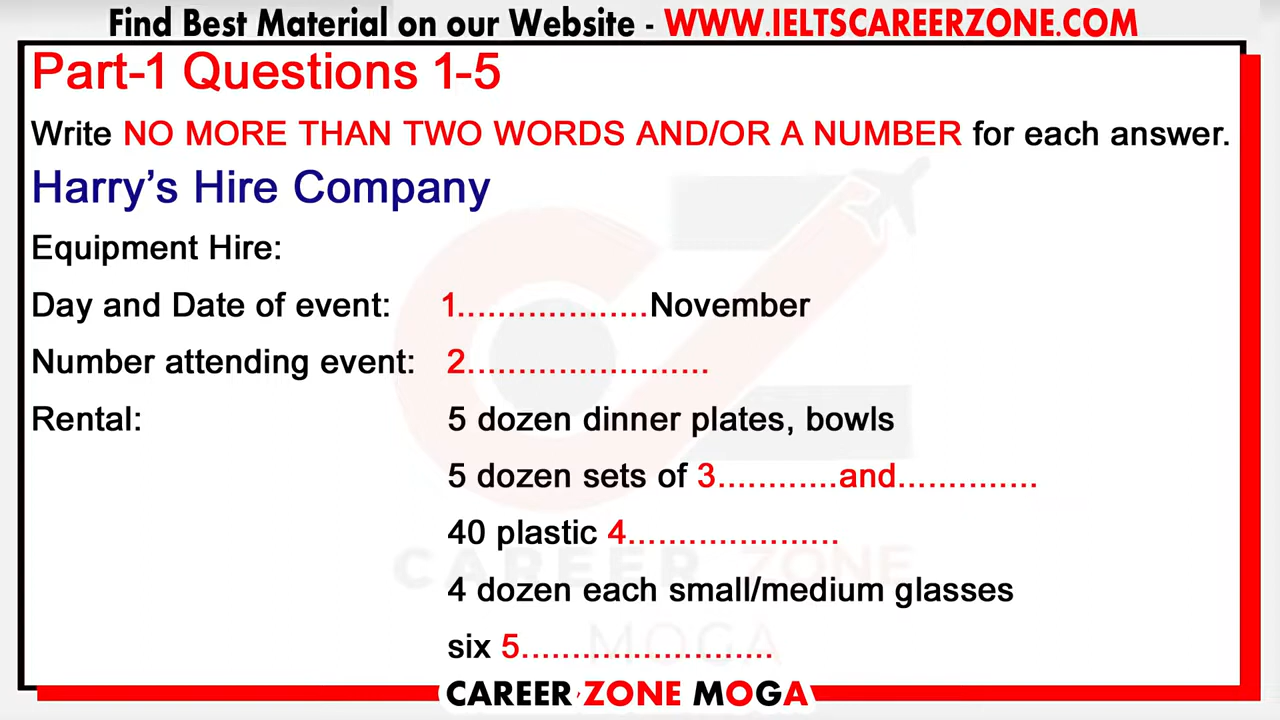 Find Best Material on our Website - WWW.IELTSCAREERZONE.COM
Part-1 Questions 1-5
Write NO MORE THAN TWO WORDS AND/OR A NUMBER for each answer.
Harry’s Hire Company
Equipment Hire:
Day and Date of event: 1...................November
Number attending event: 2........................
Rental: 5 dozen dinner plates, bowls
5 dozen sets of 3............and..............
40 plastic 4.....................
4 dozen each small/medium glasses
six 5.........................
CAREER ZONE
MOGA
CAREER ZONE MOGA